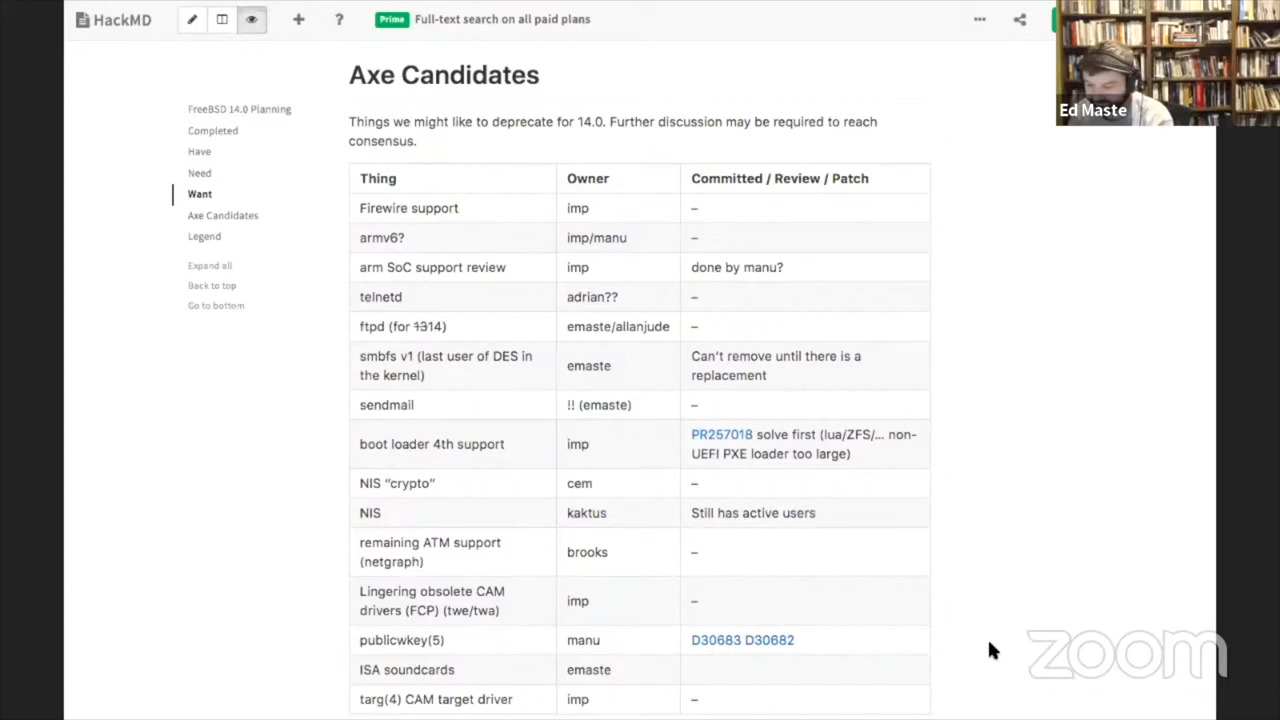 HackMD
Prime Full-text search on all paid plans
Ed Maste
FreeBSD 14.0 Planning
Completed
Have
Need
Want
Axe Candidates
Legend
Expand all
Back to top
Go to bottom
Axe Candidates
Things we might like to deprecate for 14.0. Further discussion may be required to reach
consensus.
Thing Owner Committed / Review / Patch
Firewire support imp –
armv6? imp/manu –
arm SoC support review imp done by manu?
telnetd adrian?? –
ftpd (for 1314) emaste/allanjude –
smbfs v1 (last user of DES in
the kernel) emaste Can't remove until there is a
replacement
sendmail !! (emaste) –
boot loader 4th support imp PR257018 solve first (lua/ZFS/... non-
UEFI PXE loader too large)
NIS “crypto” cem –
NIS kaktus Still has active users
remaining ATM support
(netgraph) brooks –
Lingering obsolete CAM
drivers (FCP) (twe/twa) imp –
publicwkey(5) manu D30683 D30682
ISA soundcards emaste
targ(4) CAM target driver imp –
zoom